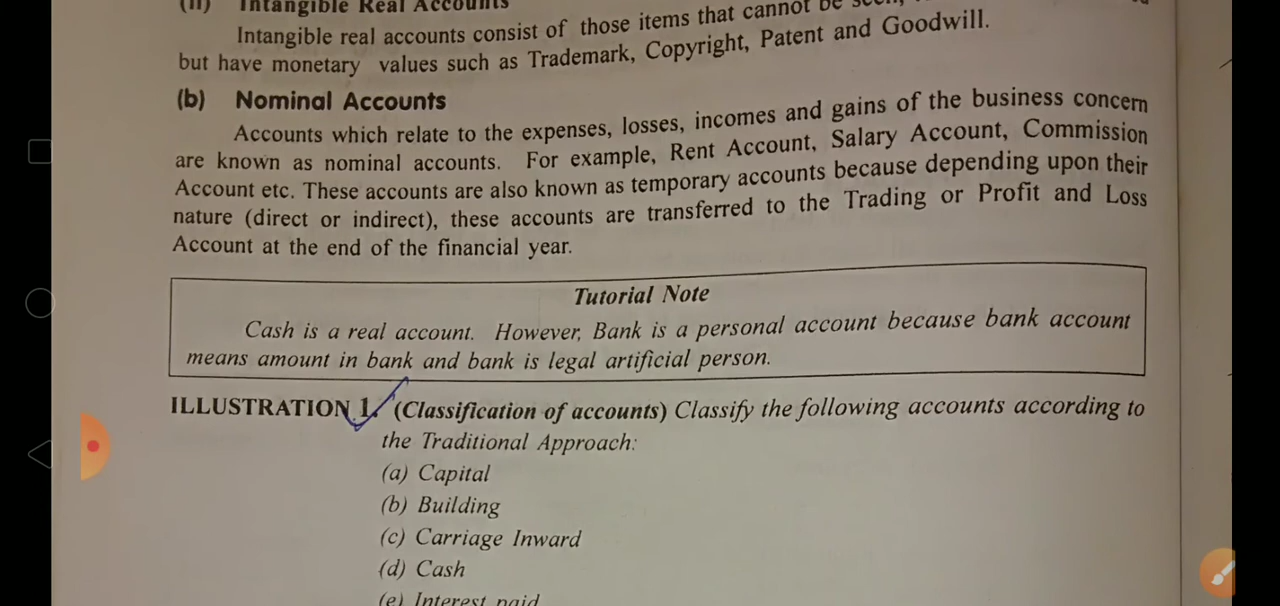 (ii) Intangible Real Accounts
Intangible real accounts consist of those items that cannot be
but have monetary values such as Trademark, Copyright, Patent and Goodwill.
(b) Nominal Accounts
Accounts which relate to the expenses, losses, incomes and gains of the business concern
are known as nominal accounts. For example, Rent Account, Salary Account, Commission
Account etc. These accounts are also known as temporary accounts because depending upon their
nature (direct or indirect), these accounts are transferred to the Trading or Profit and Loss
Account at the end of the financial year.
Tutorial Note
Cash is a real account. However, Bank is a personal account because bank account
means amount in bank and bank is legal artificial person.
ILLUSTRATION 1. (Classification of accounts) Classify the following accounts according to
the Traditional Approach:
(a) Capital
(b) Building
(c) Carriage Inward
(d) Cash
(e) Interest paid